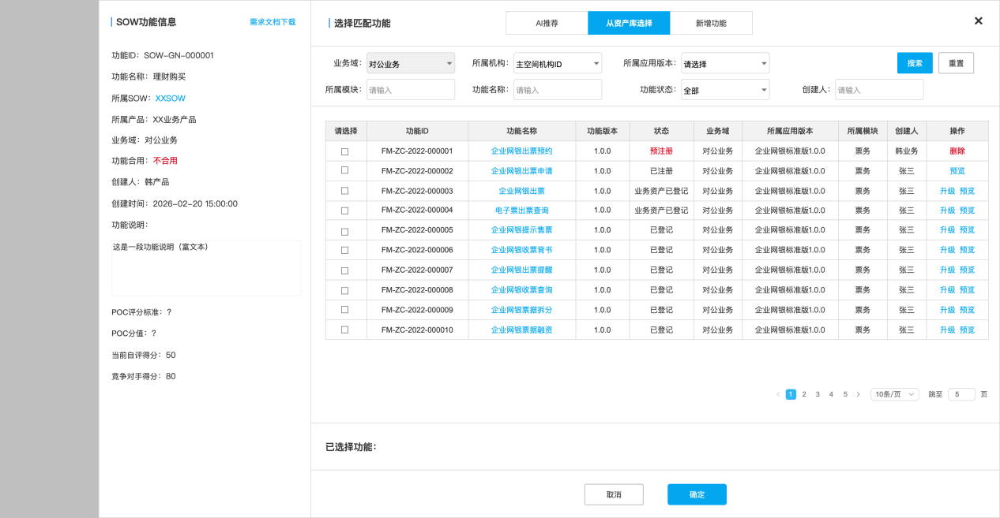 SOW功能信息 需求文档下载
功能ID： SOW-GN-000001
功能名称：理财购买
所属SOW： XXSOW
所属产品：XX业务产品
业务域：对公业务
功能合用：不合用
创建人：韩产品
创建时间：2026-02-20 15:00:00
功能说明：
这是一段功能说明（富文本）
POC评分标准：？
POC分值：？
当前自评得分：50
竞争对手得分：80
选择匹配功能 AI推荐 从资产库选择 新增功能 ×
业务域： 对公业务 所属机构： 主空间机构ID 所属应用版本： 请选择 搜索 重置
所属模块： 请输入 功能名称： 请输入 功能状态： 全部 创建人： 请输入
请选择 功能ID 功能名称 功能版本 状态 业务域 所属应用版本 所属模块 创建人 操作
FM-ZC-2022-000001 企业网银出票预约 1.0.0 预注册 对公业务 企业网银标准版1.0.0 票务 韩业务 删除
FM-ZC-2022-000002 企业网银出票申请 1.0.0 已注册 对公业务 企业网银标准版1.0.0 票务 张三 预览
FM-ZC-2022-000003 企业网银出票 1.0.0 业务资产已登记 对公业务 企业网银标准版1.0.0 票务 张三 升级 预览
FM-ZC-2022-000004 电子票出票查询 1.0.0 业务资产已登记 对公业务 企业网银标准版1.0.0 票务 张三 升级 预览
FM-ZC-2022-000005 企业网银提示售票 1.0.0 已登记 对公业务 企业网银标准版1.0.0 票务 张三 升级 预览
FM-ZC-2022-000006 企业网银收票背书 1.0.0 已登记 对公业务 企业网银标准版1.0.0 票务 张三 升级 预览
FM-ZC-2022-000007 企业网银出票提醒 1.0.0 已登记 对公业务 企业网银标准版1.0.0 票务 张三 升级 预览
FM-ZC-2022-000008 企业网银收票查询 1.0.0 已登记 对公业务 企业网银标准版1.0.0 票务 张三 升级 预览
FM-ZC-2022-000009 企业网银票据拆分 1.0.0 已登记 对公业务 企业网银标准版1.0.0 票务 张三 升级 预览
FM-ZC-2022-000010 企业网银票据融资 1.0.0 已登记 对公业务 企业网银标准版1.0.0 票务 张三 升级 预览
1 2 3 4 5 10条/页 跳至 5 页
已选择功能：
取消 确定